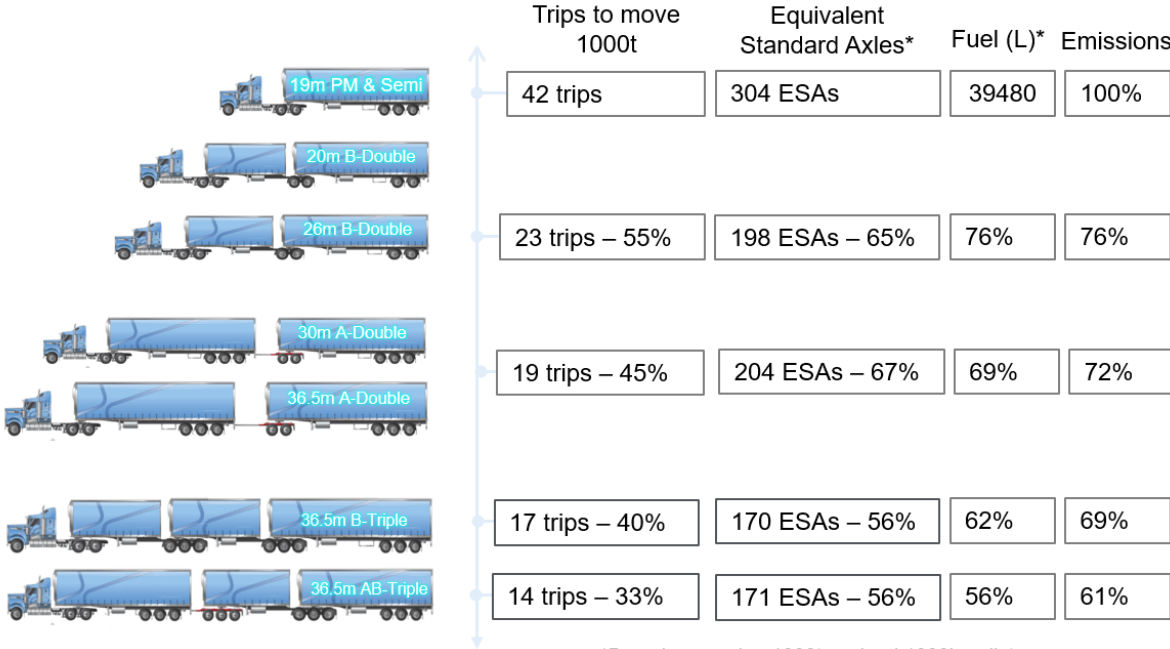 Trips to move
1000t
Equivalent
Standard Axles*
Fuel (L)*
Emissions
19m PM & Semi
42 trips
304 ESAs
39480
100%
20m B-Double
26m B-Double
23 trips – 55%
198 ESAs – 65%
76%
76%
30m A-Double
19 trips – 45%
204 ESAs – 67%
69%
72%
36.5m A-Double
36.5m B-Triple
17 trips – 40%
170 ESAs – 56%
62%
69%
36.5m AB-Triple
14 trips – 33%
171 ESAs – 56%
56%
61%